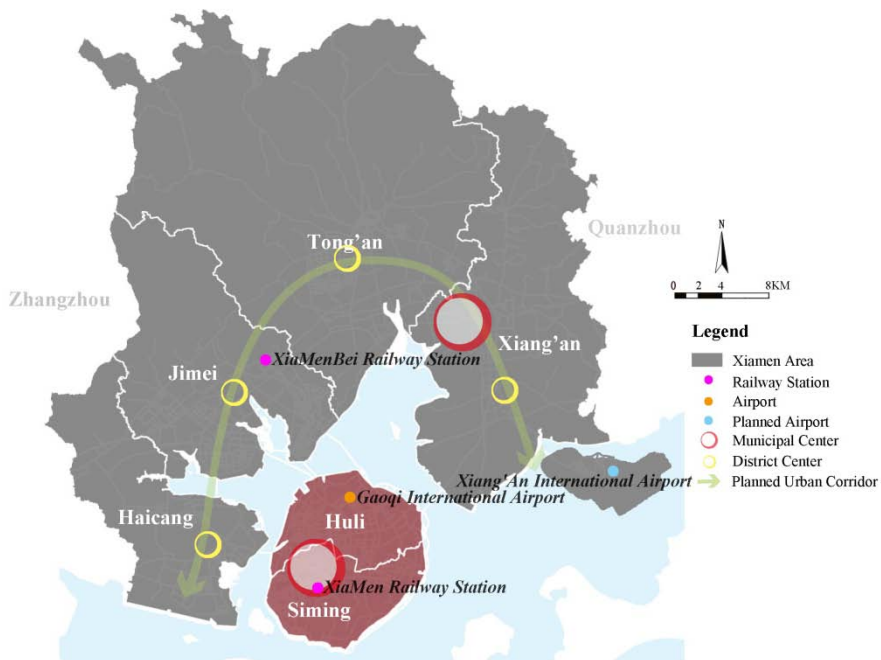 Quanzhou
N
Tong'an
Zhangzhou
0 2 4 8KM
Xiang'an
Legend
XiaMenBei Railway Station
Xiamen Area
Jimei
Railway Station
Airport
Planned Airport
Municipal Center
District Center
Xiang'An International Airport
Planned Urban Corridor
Gaoqi International Airport
Haicang
Huli
XiaMen Railway Station
Siming